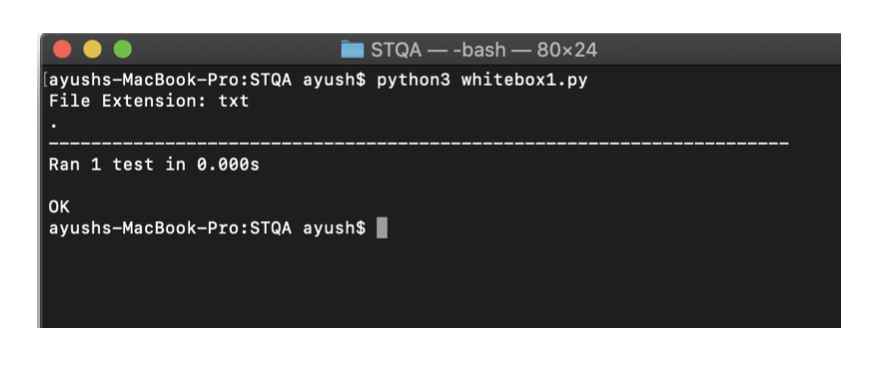 STQA — -bash — 80×24
[ayushs-MacBook-Pro:STQA ayush$ python3 whitebox1.py
File Extension: txt
.
----------------------------------------------------------------------
Ran 1 test in 0.000s
OK
ayushs-MacBook-Pro:STQA ayush$